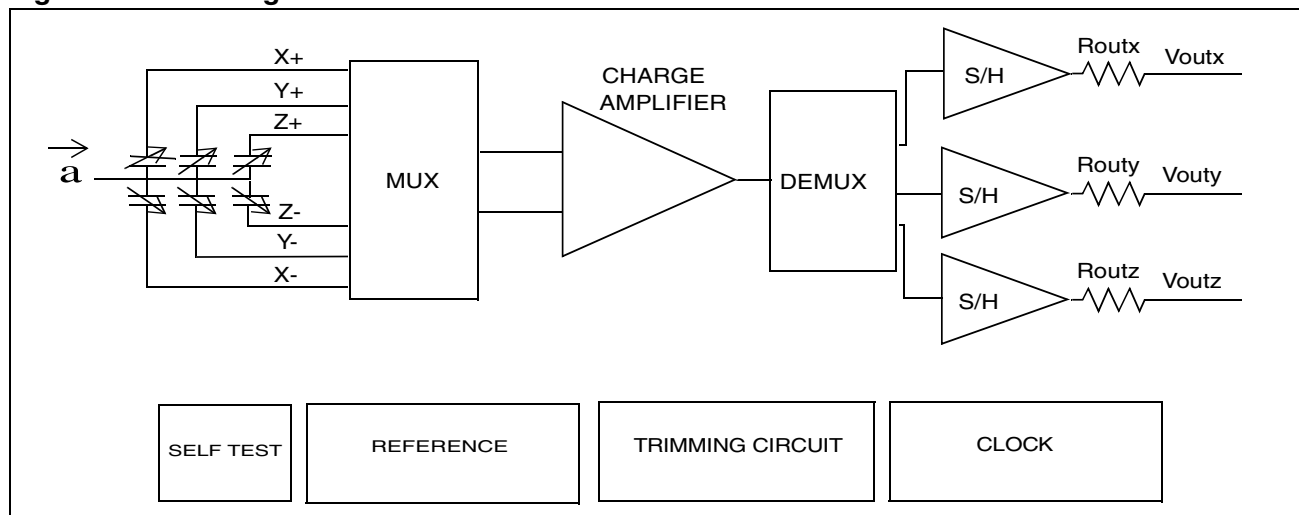 X+
Y+
Z+
a
Z-
Y-
X-
MUX
CHARGE
AMPLIFIER
DEMUX
S/H
Routx
Voutx
S/H
Routy
Vouty
S/H
Routz
Voutz
SELF TEST
REFERENCE
TRIMMING CIRCUIT
CLOCK